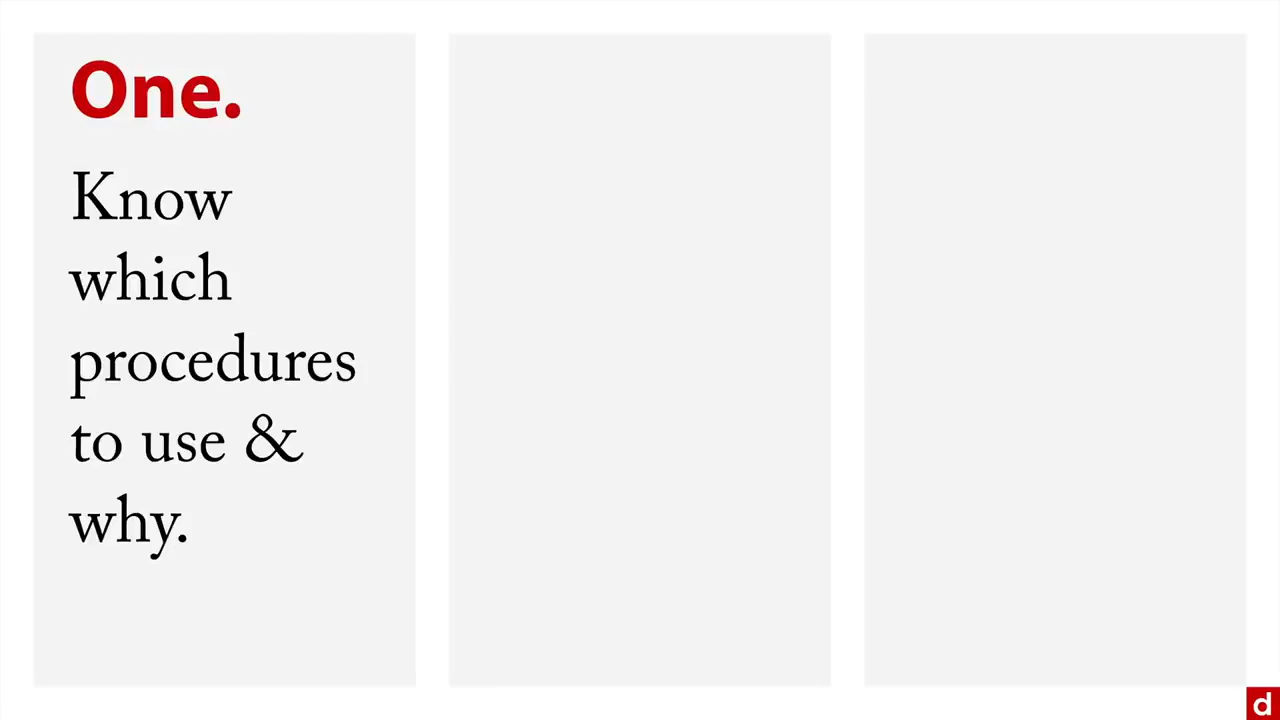 One.
Know
which
procedures
to use &
why.
d